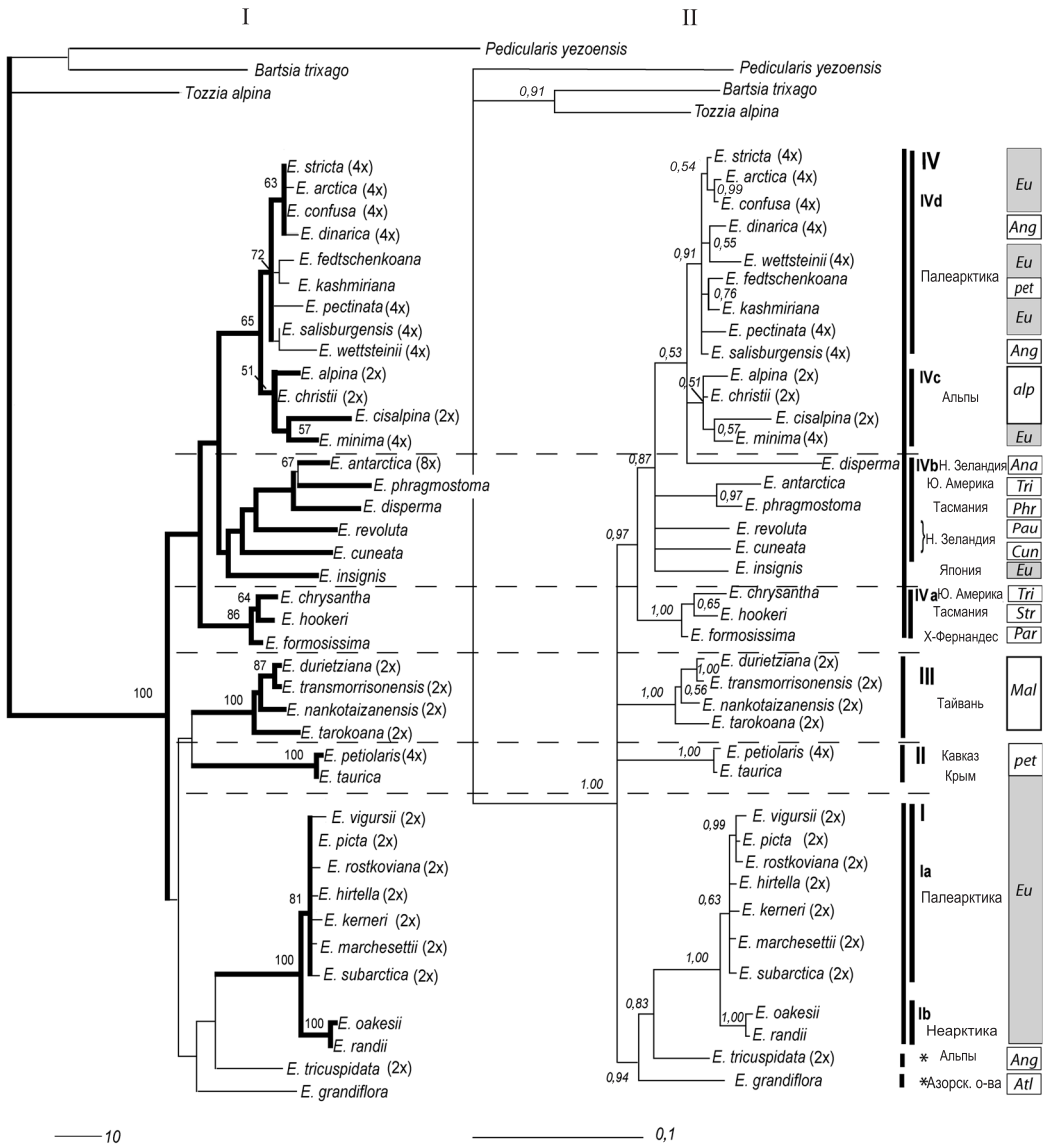 I
II
Pedicularis yezoensis
Bartsia trixago
Tozzia alpina
63
E. stricta (4x)
E. arctica (4x)
E. confusa (4x)
E. dinarica (4x)
72
E. fedtschenkoana
E. kashmiriana
E. pectinata (4x)
65
E. salisburgensis (4x)
E. wettsteinii (4x)
51
E. alpina (2x)
E. christii (2x)
E. cisalpina (2x)
57
E. minima (4x)
67
E. antarctica (8x)
E. phragmostoma
E. disperma
E. revoluta
E. cuneata
E. insignis
64
E. chrysantha
86
E. hookeri
E. formosissima
100
87
E. durietziana (2x)
E. transmorrisonensis (2x)
100
E. nankotaizanensis (2x)
E. tarokoana (2x)
100
E. petiolaris (4x)
E. taurica
E. vigursii (2x)
E. picta (2x)
E. rostkoviana (2x)
81
E. hirtella (2x)
E. kerneri (2x)
E. marchesettii (2x)
100
E. subarctica (2x)
100
E. oakesii
E. randii
E. tricuspidata (2x)
E. grandiflora
10
Pedicularis yezoensis
0,91
Bartsia trixago
Tozzia alpina
0,54
E. stricta (4x)
E. arctica (4x)
0,99
E. confusa (4x)
E. dinarica (4x)
0,55
0,91
E. wettsteinii (4x)
E. fedtschenkoana
0,76
E. kashmiriana
E. pectinata (4x)
0,53
E. salisburgensis (4x)
E. alpina (2x)
0,51
E. christii (2x)
E. cisalpina (2x)
0,57
E. minima (4x)
0,87
E. disperma
E. antarctica
0,97
E. phragmostoma
E. revoluta
0,97
E. cuneata
E. insignis
E. chrysantha
1,00
0,65
E. hookeri
E. formosissima
E. durietziana (2x)
1,00
E. transmorrisonensis (2x)
1,00
0,56
E. nankotaizanensis (2x)
E. tarokoana (2x)
1,00
E. petiolaris (4x)
E. taurica
1.00
E. vigursii (2x)
0,99
E. picta (2x)
E. rostkoviana (2x)
E. hirtella (2x)
0,63
E. kerneri (2x)
E. marchesettii (2x)
1,00
E. subarctica (2x)
0,83
1,00
E. oakesii
E. randii
E. tricuspidata (2x)
0,94
E. grandiflora
0,1
IV
IVd
Палеарктика
IVc
Альпы
IVb Н. Зеландия
Ю. Америка
Тасмания
} Н. Зеландия
Япония
IVa Ю. Америка
Тасмания
Х-Фернандес
III
Тайвань
II
Кавказ
Крым
I
Ia
Палеарктика
Ib
Неарктика
* Альпы
*Азорск. о-ва
Eu
Ang
Eu
pet
Eu
Ang
alp
Eu
Ana
Tri
Phr
Pau
Cun
Eu
Tri
Str
Par
Mal
pet
Eu
Ang
Atl